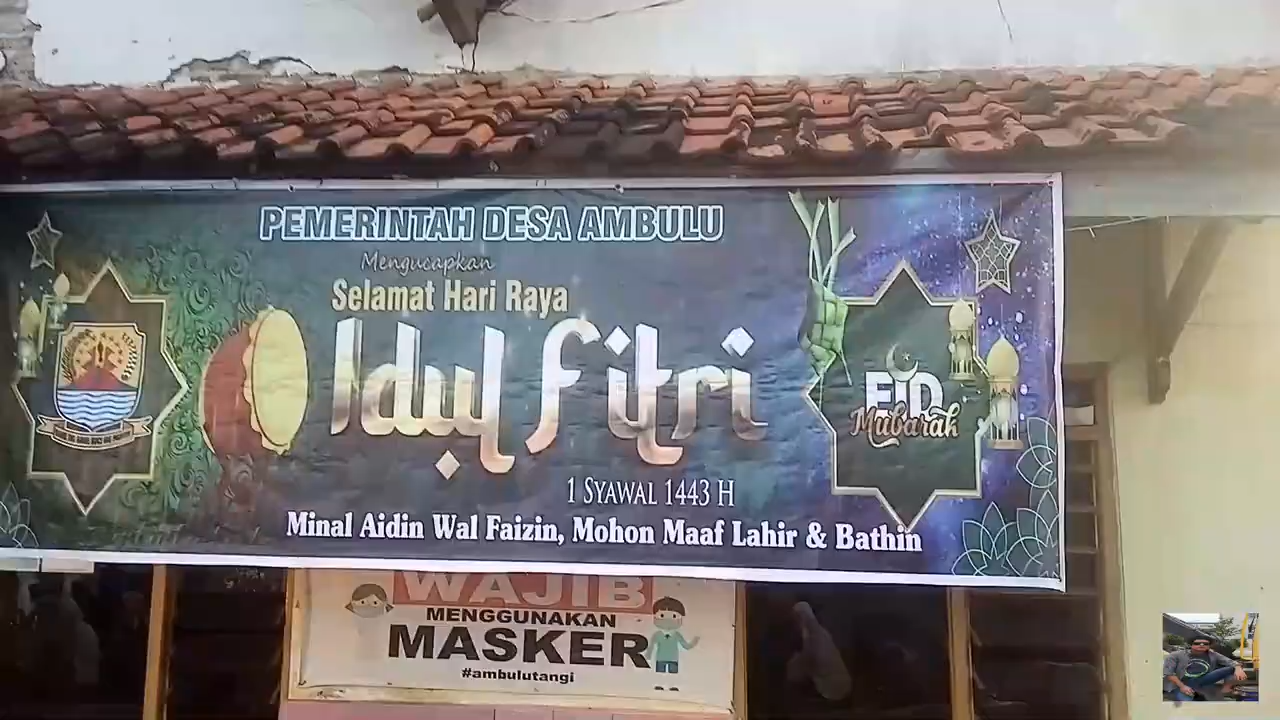 PEMERINTAH DESA AMBULU
Mengucapkan
Selamat Hari Raya
Idul Fitri
1 SYAWAL 1443 H
Minal Aidin Wal Faizin, Mohon Maaf Lahir & Bathin
EID
Mubarak
WAJIB
MENGGUNAKAN
MASKER
#ambulutangi